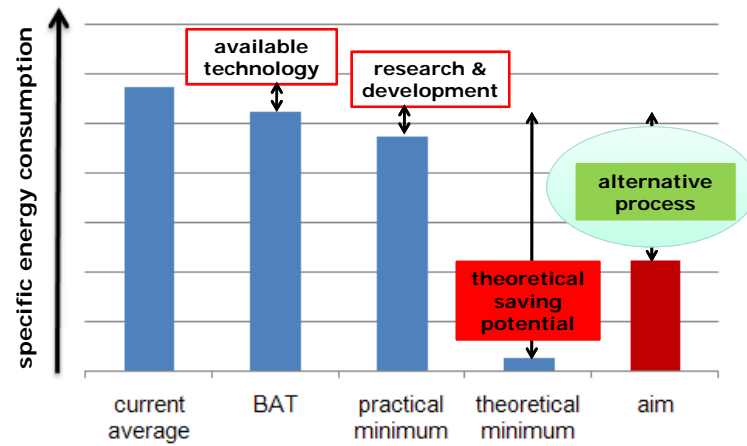 specific energy consumption
available
technology
research &
development
alternative
process
theoretical
saving
potential
current
average
BAT
practical
minimum
theoretical
minimum
aim